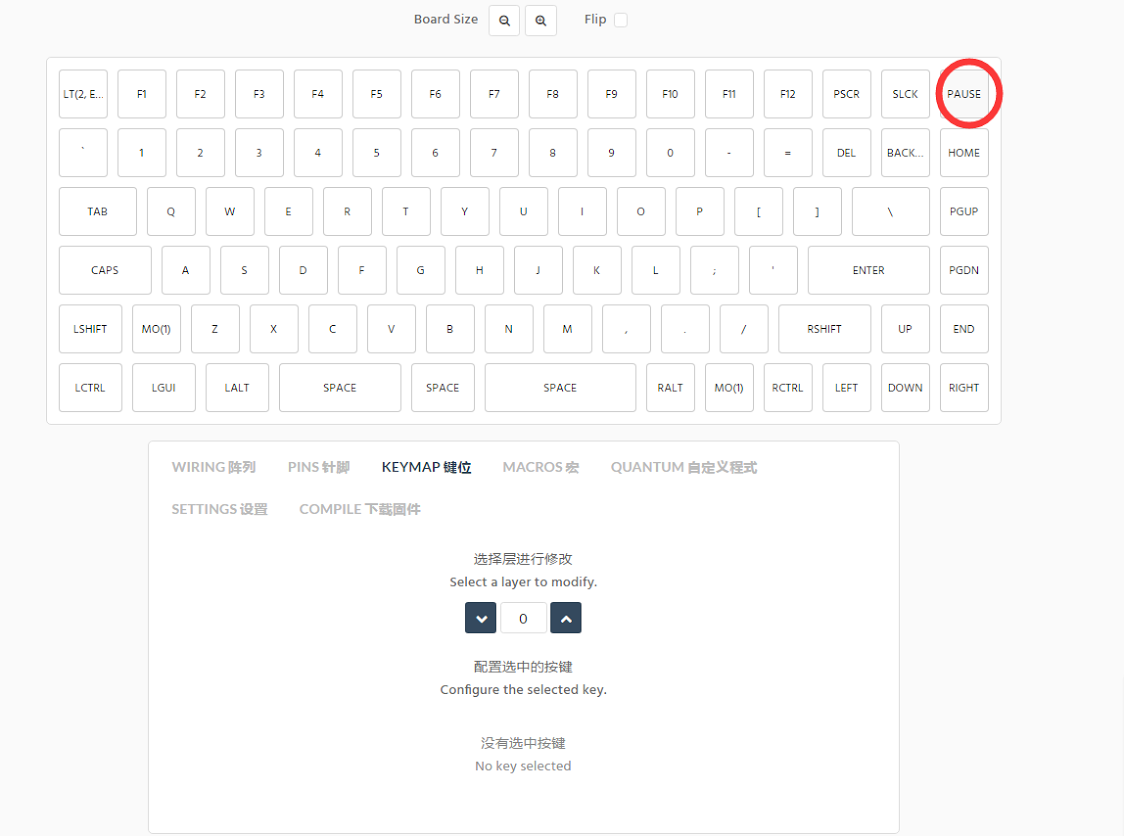 Board Size Flip
LT(2, E... F1 F2 F3 F4 F5 F6 F7 F8 F9 F10 F11 F12 PSCR SLCK PAUSE
` 1 2 3 4 5 6 7 8 9 0 - = DEL BACK... HOME
TAB Q W E R T Y U I O P [ ] \ PGUP
CAPS A S D F G H J K L ; ' ENTER PGDN
LSHIFT MO(1) Z X C V B N M , . / RSHIFT UP END
LCTRL LGUI LALT SPACE SPACE SPACE RALT MO(1) RCTRL LEFT DOWN RIGHT
WIRING 阵列 PINS 针脚 KEYMAP 键位 MACROS 宏 QUANTUM 自定义程式
SETTINGS 设置 COMPILE 下载固件
选择层进行修改
Select a layer to modify.
0
配置选中的按键
Configure the selected key.
没有选中按键
No key selected